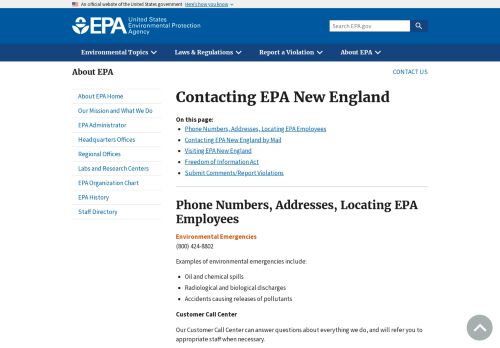 An official website of the United States government Here's how you know
EPA United States
Environmental Protection
Agency
Search EPA.gov
Environmental Topics Laws & Regulations Report a Violation About EPA
About EPA
CONTACT US
About EPA Home
Our Mission and What We Do
EPA Administrator
Headquarters Offices
Regional Offices
Labs and Research Centers
EPA Organization Chart
EPA History
Staff Directory
Contacting EPA New England
On this page:
Phone Numbers, Addresses, Locating EPA Employees
Contacting EPA New England by Mail
Visiting EPA New England
Freedom of Information Act
Submit Comments/Report Violations
Phone Numbers, Addresses, Locating EPA
Employees
Environmental Emergencies
(800) 424-8802
Examples of environmental emergencies include:
Oil and chemical spills
Radiological and biological discharges
Accidents causing releases of pollutants
Customer Call Center
Our Customer Call Center can answer questions about everything we do, and will refer you to
appropriate staff when necessary.